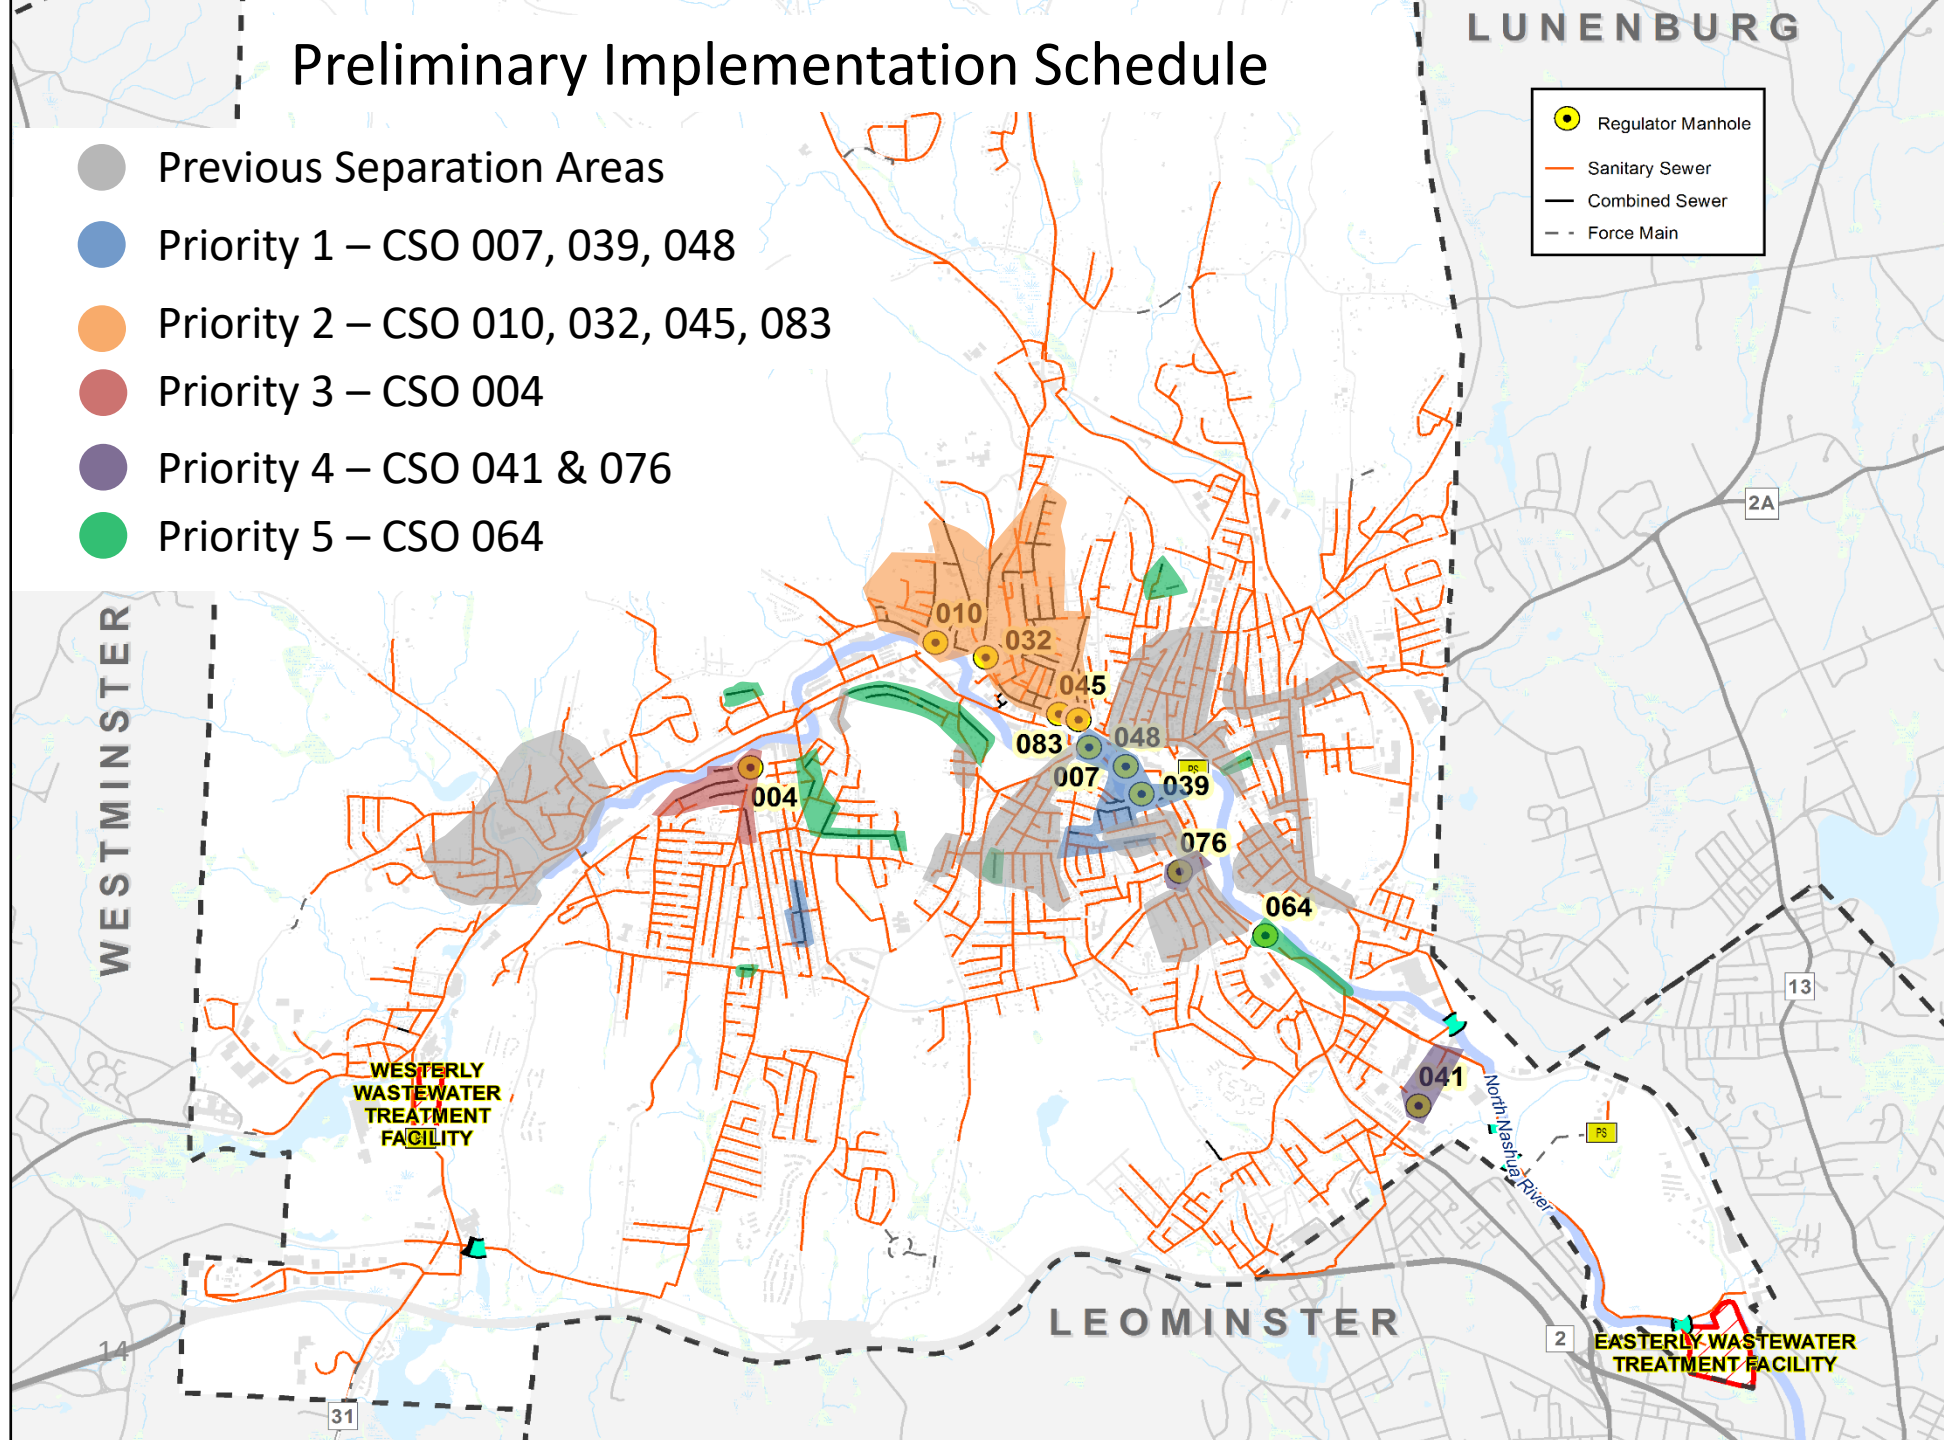 LUNENBURG
Preliminary Implementation Schedule
Regulator Manhole
Sanitary Sewer
Combined Sewer
Force Main
Previous Separation Areas
Priority 1 – CSO 007, 039, 048
Priority 2 – CSO 010, 032, 045, 083
Priority 3 – CSO 004
Priority 4 – CSO 041 & 076
Priority 5 – CSO 064
2A
WESTMINSTER
010
032
045
083
048
007
PS
039
004
076
064
13
WESTERLY
WASTEWATER
TREATMENT
FACILITY
041
North Nashua River
PS
LEOMINSTER
2
EASTERLY WASTEWATER
TREATMENT FACILITY
14
31